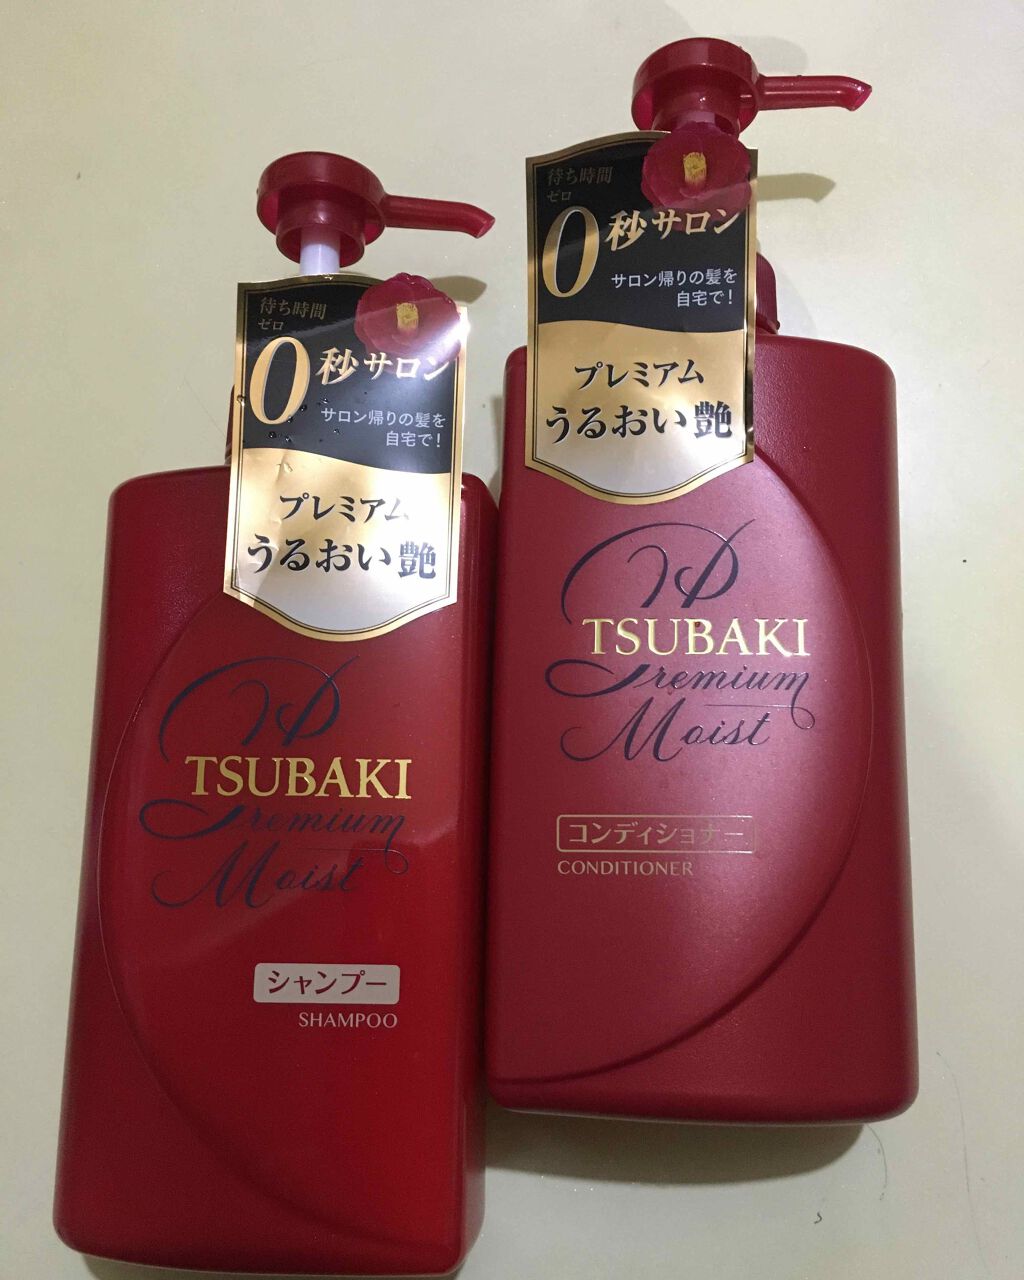 待ち時間
ゼロ
0秒サロン
サロン帰りの髪を
自宅で!
プレミアム
うるおい艶
TSUBAKI
Premium
Moist
シャンプー
SHAMPOO
待ち時間
ゼロ
0秒サロン
サロン帰りの髪を
自宅で!
プレミアム
うるおい艶
TSUBAKI
Premium
Moist
コンディショナー
CONDITIONER